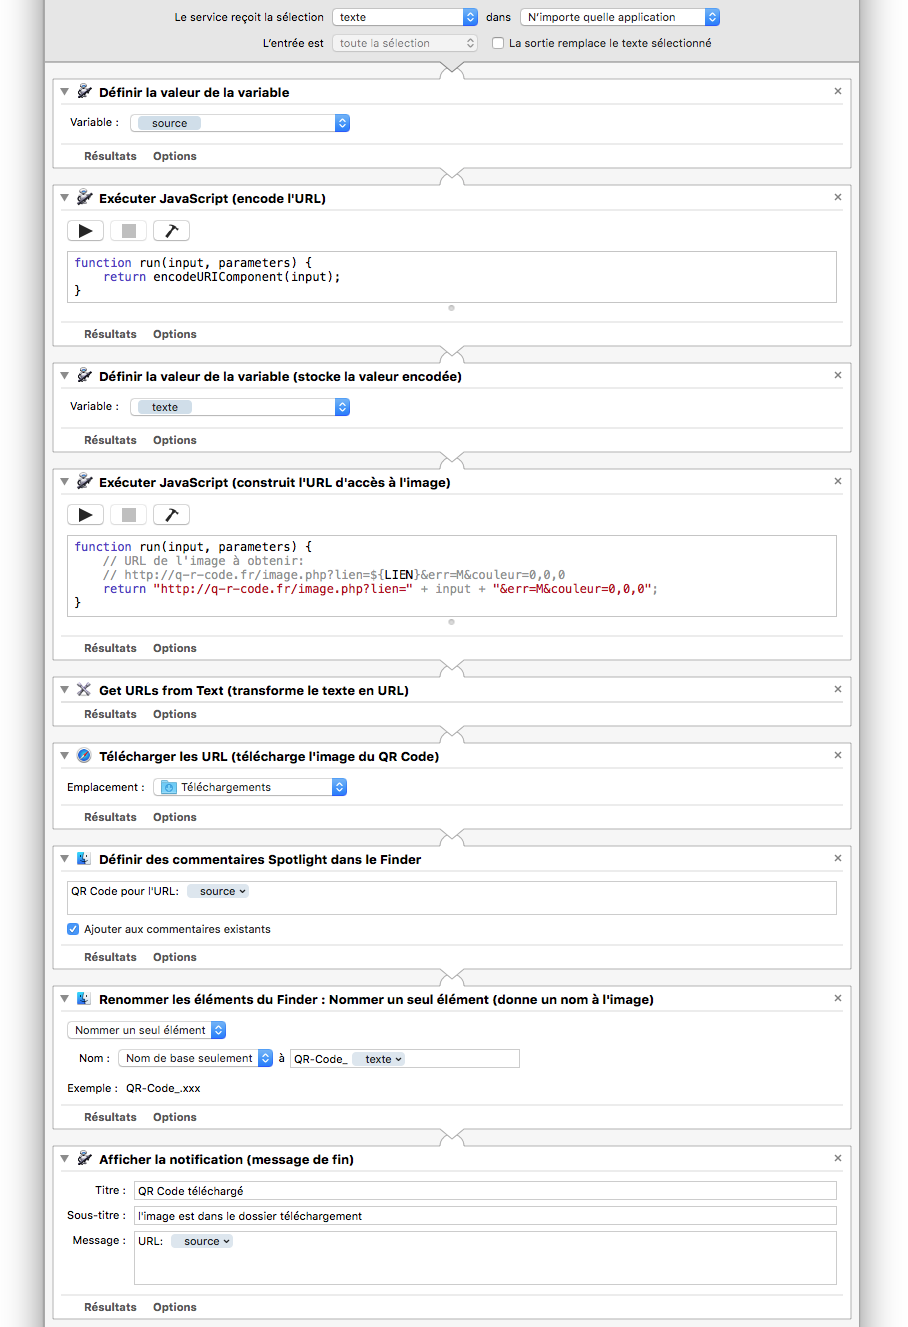 Le service reçoit la sélection texte dans N'importe quelle application
L'entrée est toute la sélection La sortie remplace le texte sélectionné
Définir la valeur de la variable
Variable : source
Résultats Options
Exécuter JavaScript (encode l'URL)
function run(input, parameters) {
return encodeURIComponent(input);
}
Résultats Options
Définir la valeur de la variable (stocke la valeur encodée)
Variable : texte
Résultats Options
Exécuter JavaScript (construit l'URL d'accès à l'image)
function run(input, parameters) {
// URL de l'image à obtenir:
// http://q-r-code.fr/image.php?lien=${LIEN}&err=M&couleur=0,0,0
return "http://q-r-code.fr/image.php?lien=" + input + "&err=M&couleur=0,0,0";
}
Résultats Options
Get URLs from Text (transforme le texte en URL)
Résultats Options
Télécharger les URL (télécharge l'image du QR Code)
Emplacement : Téléchargements
Résultats Options
Définir des commentaires Spotlight dans le Finder
QR Code pour l'URL: source
Ajouter aux commentaires existants
Résultats Options
Renommer les éléments du Finder : Nommer un seul élément (donne un nom à l'image)
Nommer un seul élément
Nom : Nom de base seulement à QR-Code_ texte
Exemple : QR-Code_.xxx
Résultats Options
Afficher la notification (message de fin)
Titre : QR Code téléchargé
Sous-titre : l'image est dans le dossier téléchargement
Message : URL: source
Résultats Options